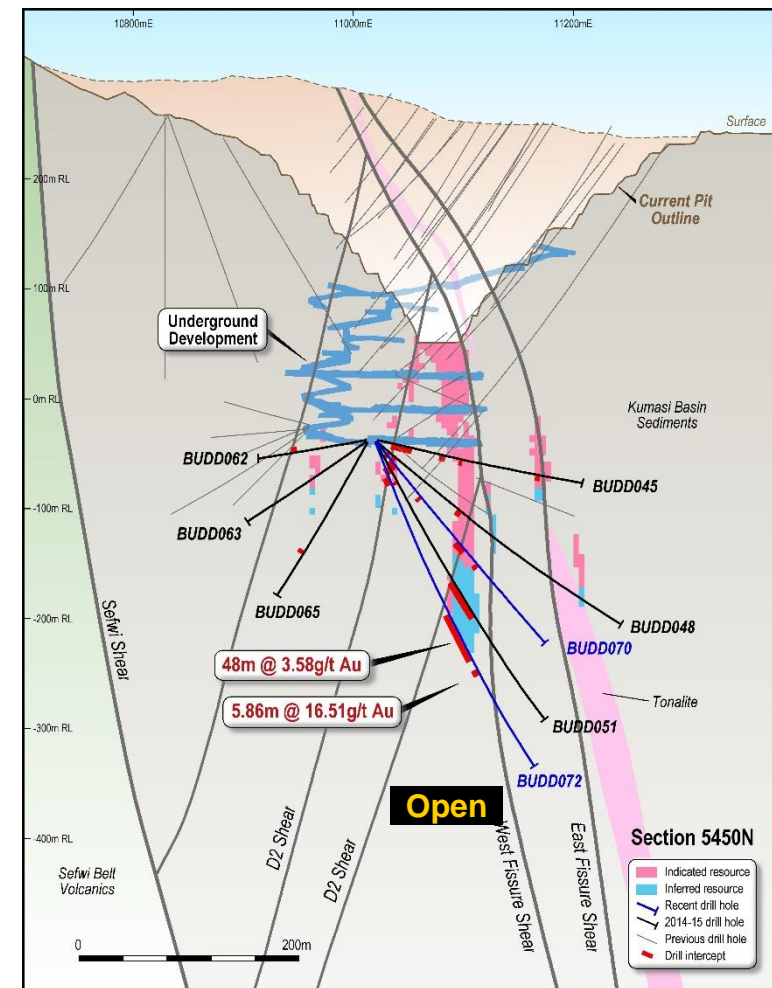 10800mE
11000mE
11200mE
Surface
200m RL
Current Pit
Outline
100m RL
Underground
Development
0m RL
Kumasi Basin
Sediments
BUDD062
BUDD045
-100m RL
BUDD063
BUDD065
BUDD048
-200m RL
BUDD070
Sefwi Shear
48m @ 3.58g/t Au
Tonalite
5.86m @ 16.51g/t Au
BUDD051
-300m RL
BUDD072
Open
D2 Shear
D2 Shear
West Fissure Shear
East Fissure Shear
-400m RL
Sefwi Belt
Volcanics
Section 5450N
Indicated resource
Inferred resource
Recent drill hole
2014-15 drill hole
Previous drill hole
Drill intercept
0
200m